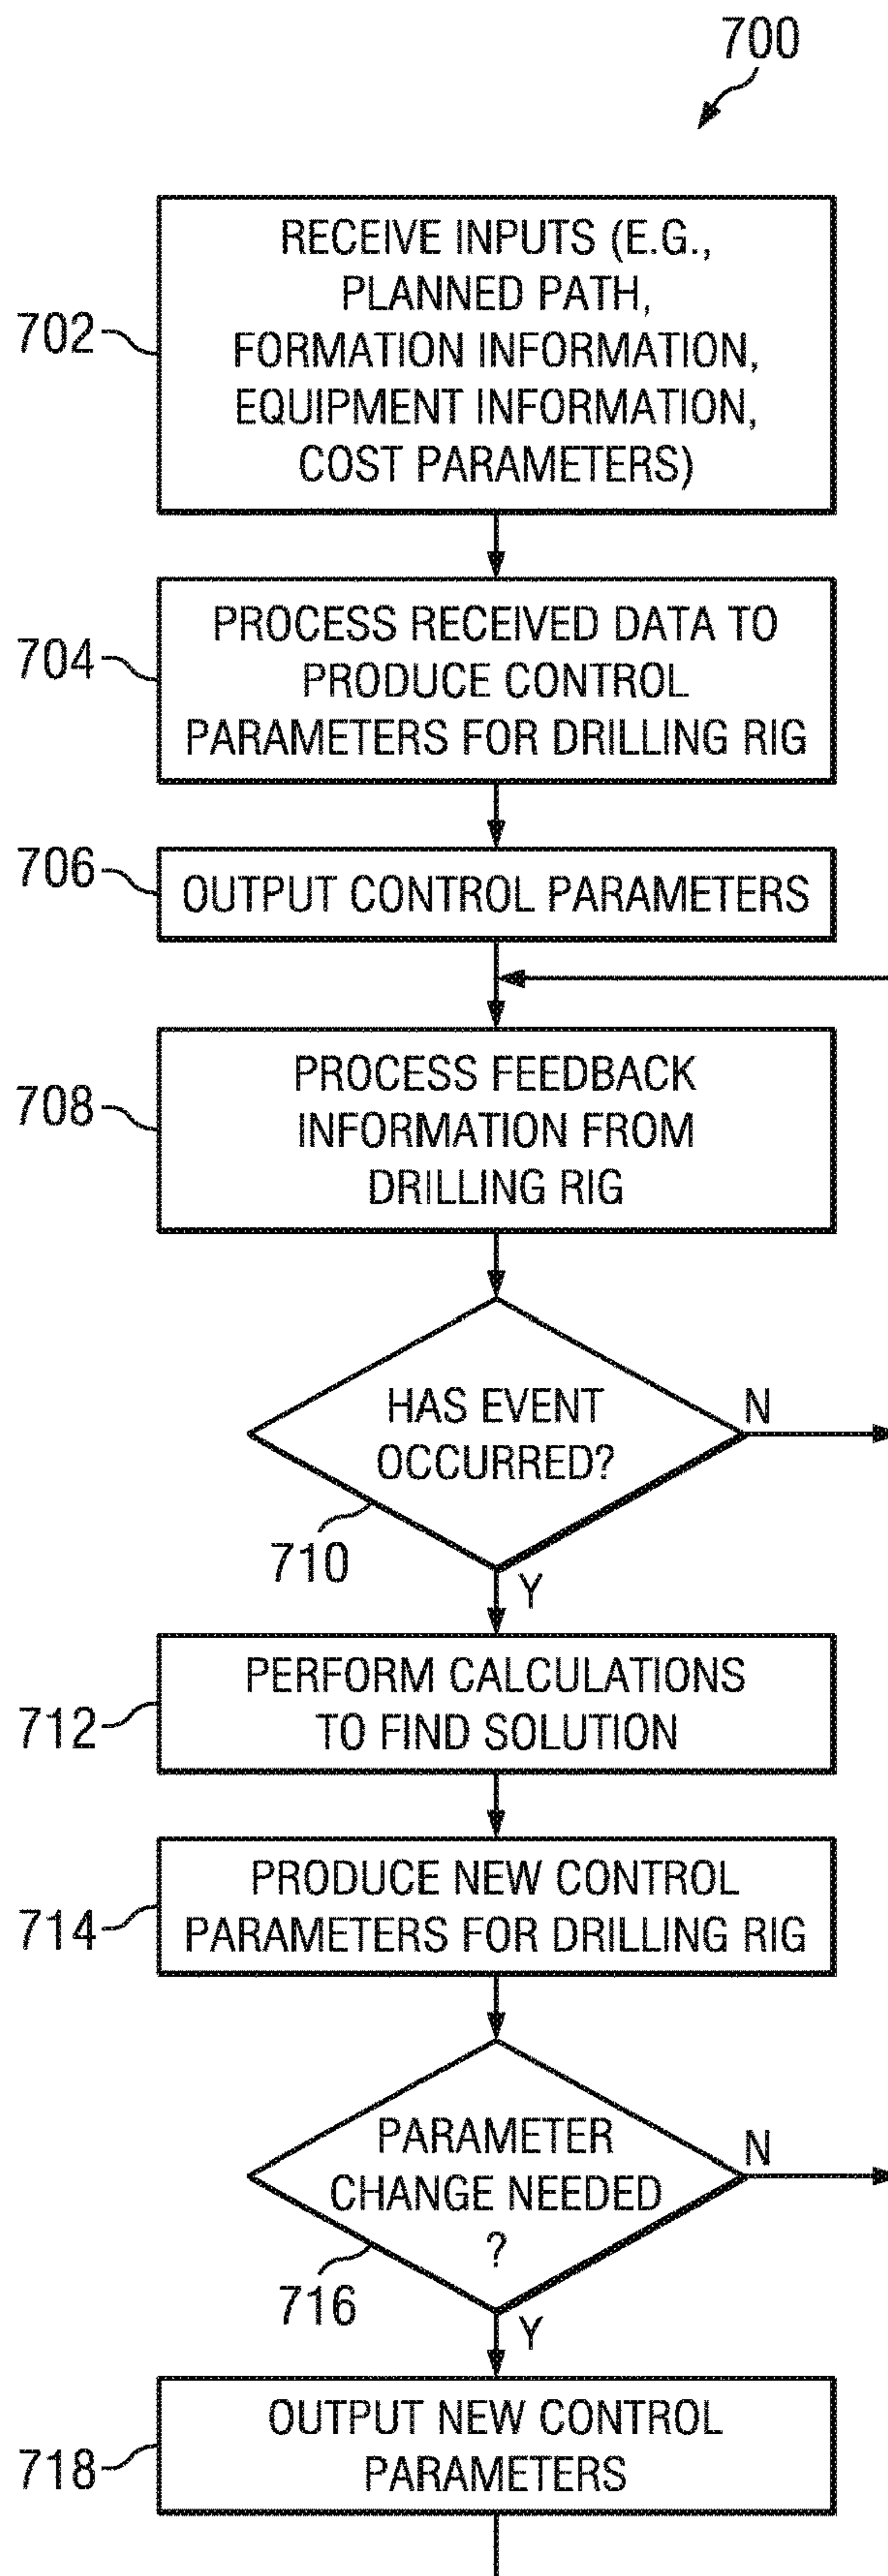 700
702
RECEIVE INPUTS (E.G.,
PLANNED PATH,
FORMATION INFORMATION,
EQUIPMENT INFORMATION,
COST PARAMETERS)
704
PROCESS RECEIVED DATA TO
PRODUCE CONTROL
PARAMETERS FOR DRILLING RIG
706
OUTPUT CONTROL PARAMETERS
708
PROCESS FEEDBACK
INFORMATION FROM
DRILLING RIG
HAS EVENT
OCCURRED?
N
710
Y
712
PERFORM CALCULATIONS
TO FIND SOLUTION
714
PRODUCE NEW CONTROL
PARAMETERS FOR DRILLING RIG
PARAMETER
CHANGE NEEDED
?
N
716
Y
718
OUTPUT NEW CONTROL
PARAMETERS